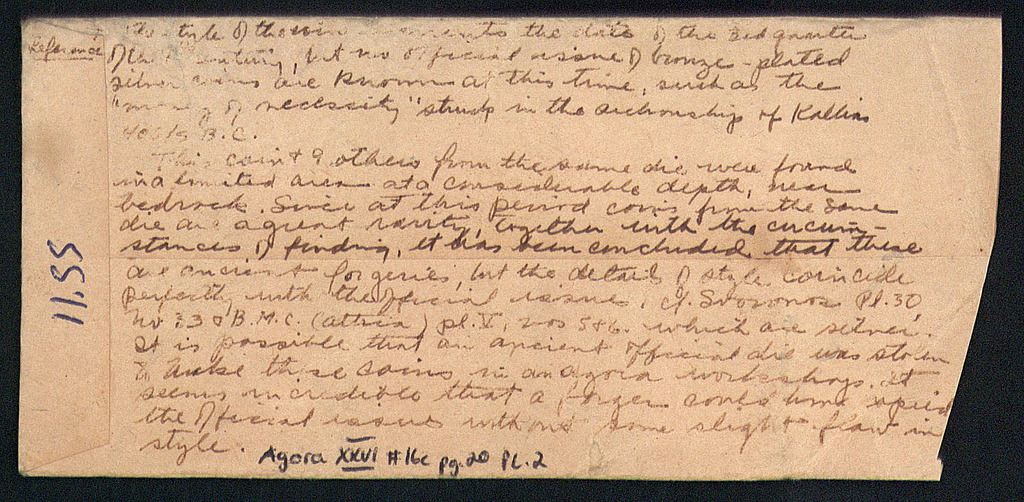 style of the coin the date of the 3rd quarter
Reference of the century, but no official issue of bronze-plated
silver coins are known at this time, such as the
"money of necessity" struck in the archonship of Kallias
406/5 B.C.
This coin & 9 others from the same die were found
in a limited area at a considerable depth, near
bedrock. Since at this period coins from the same
die are a great rarity, together with the circum-
stances of finding, it has been concluded that these
are ancient forgeries, but the details of style coincide
perfectly with the official issues, cf. Svoronos Pl. 30
no 33 & B.M.C. (Attica) pl. V, nos 5&6. which are silver.
It is possible that an ancient official die was stolen
to make these coins in an agora workshop. It
seems incredible that a forger could have copied
the official issues without some slight flaw in
style.
Agora XXVI #16c pg. 20 Pl. 2
11.55